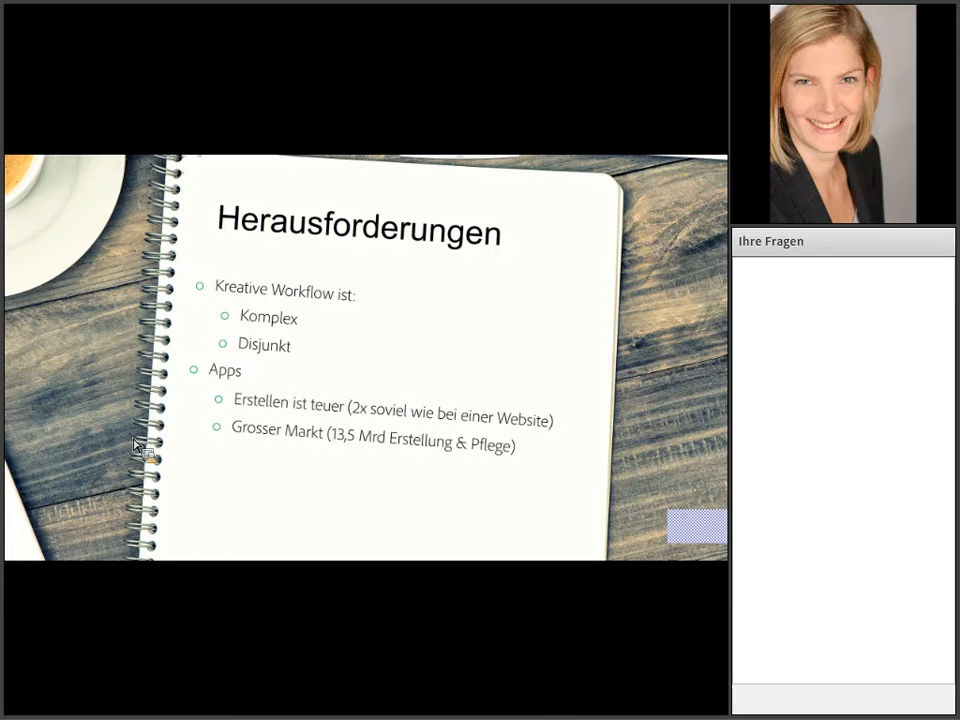 Herausforderungen
Kreative Workflow ist:
Komplex
Disjunkt
Apps
Erstellen ist teuer (2x soviel wie bei einer Website)
Grosser Markt (13,5 Mrd Erstellung & Pflege)
Ihre Fragen